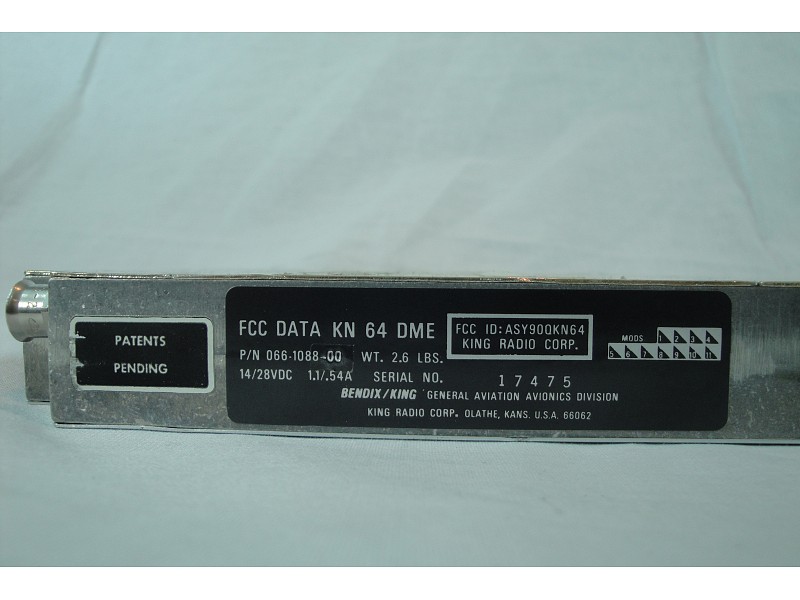 PATENTS
PENDING
FCC DATA KN 64 DME
FCC ID: ASY9OQKN64
KING RADIO CORP.
P/N 066-1088-00 WT. 2.6 LBS.
14/28VDC 1.1/.54A SERIAL NO. 17475
BENDIX/KING GENERAL AVIATION AVIONICS DIVISION
KING RADIO CORP. OLATHE, KANS. U.S.A. 66062
MODS 1 2 3 4
5 6 7 8 9 10 11